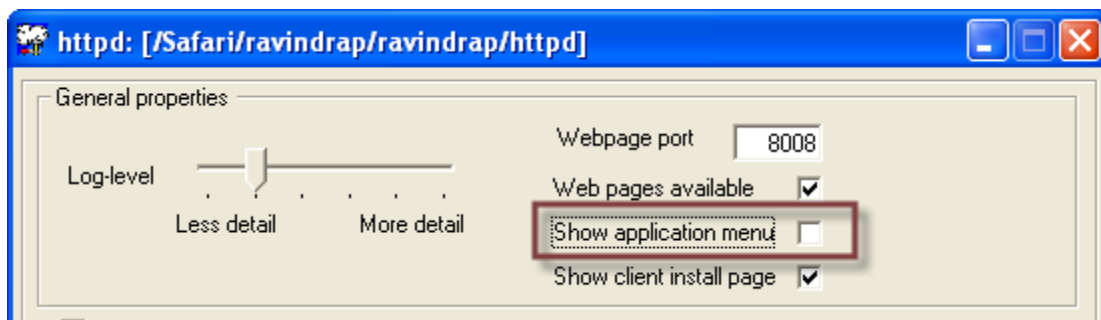 httpd: [/Safari/ravindrap/ravindrap/httpd]
General properties
Webpage port 8008
Log-level
Web pages available
Less detail More detail
Show application menu
Show client install page